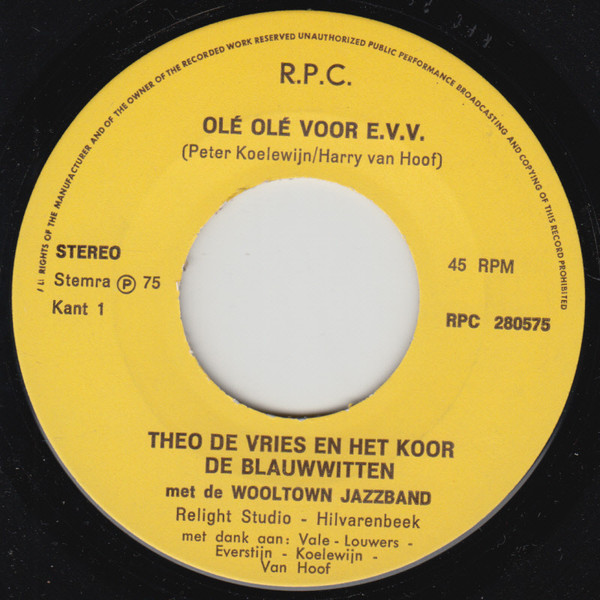 ALL RIGHTS OF THE MANUFACTURER AND OF THE OWNER OF THE RECORDED WORK RESERVED UNAUTHORIZED PUBLIC PERFORMANCE BROADCASTING AND COPYING OF THIS RECORD PROHIBITED
R.P.C.
OLÉ OLÉ VOOR E.V.V.
(Peter Koelewijn/Harry van Hoof)
STEREO
Stemra Ⓟ 75
Kant 1
45 RPM
RPC 280575
THEO DE VRIES EN HET KOOR
DE BLAUWWITTEN
met de WOOLTOWN JAZZBAND
Relight Studio - Hilvarenbeek
met dank aan: Vale - Louwers -
Everstijn - Koelewijn -
Van Hoof